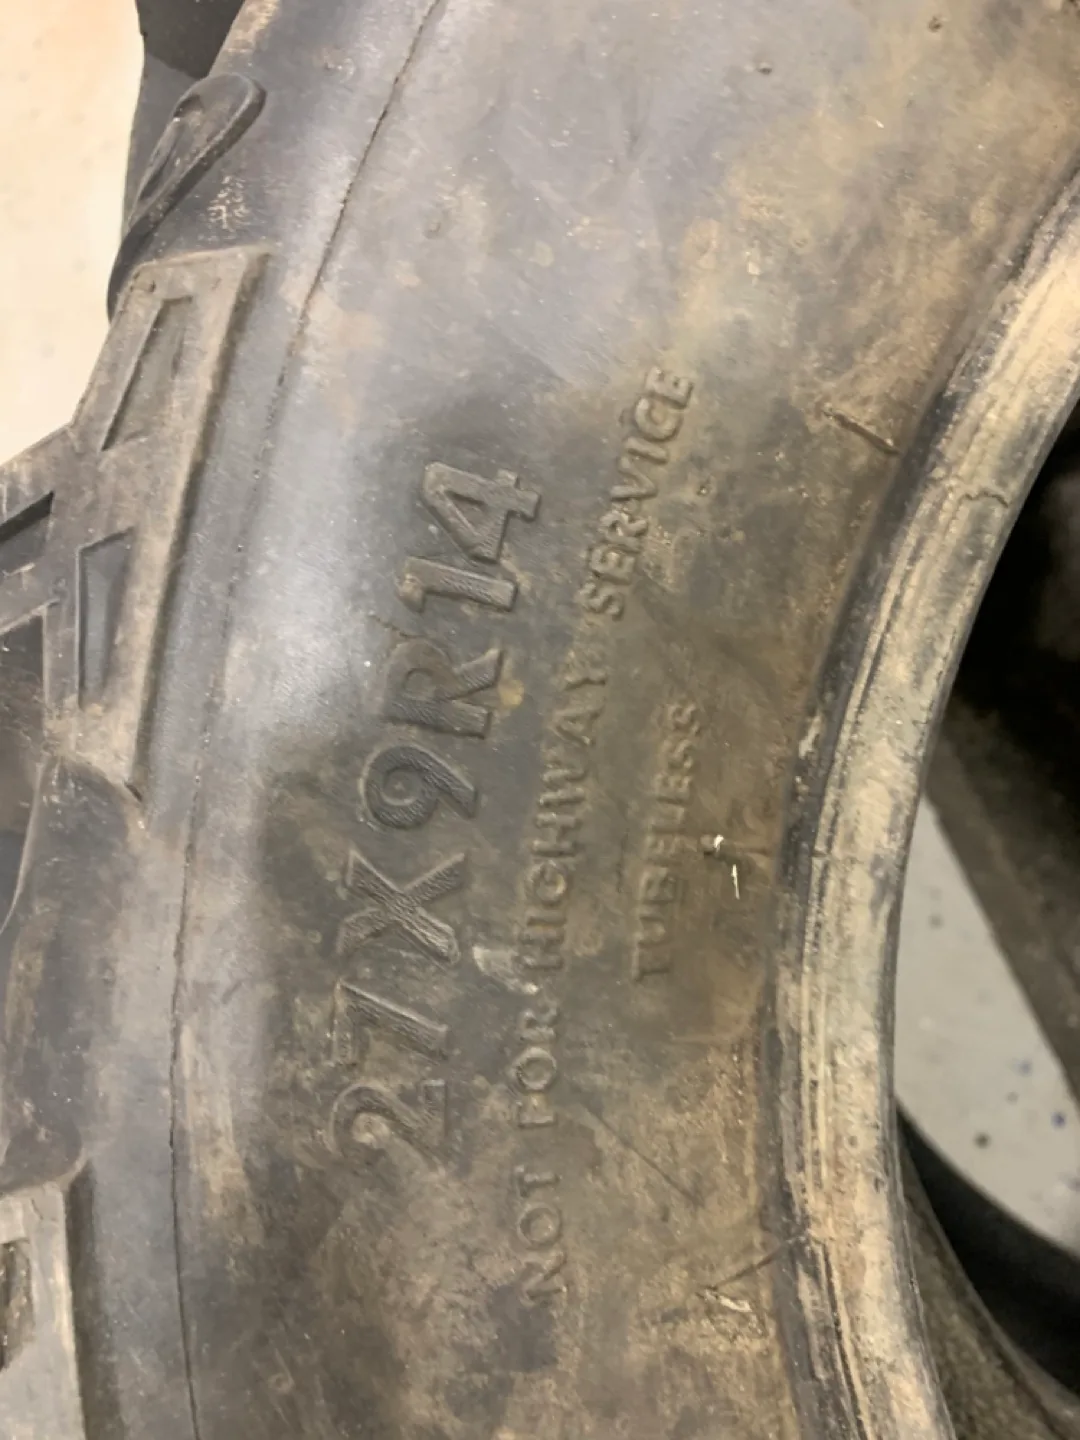 27X9R14
NOT FOR HIGHWAY SERVICE
TUBELESS